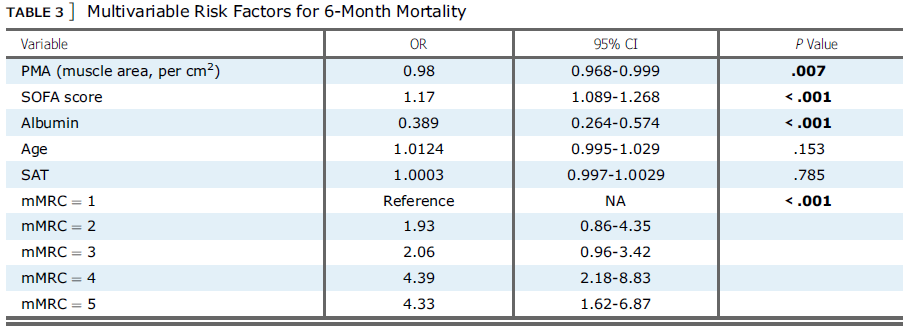 TABLE 3 ] Multivariable Risk Factors for 6-Month Mortality
Variable OR 95% CI P Value
PMA (muscle area, per cm²) 0.98 0.968-0.999 .007
SOFA score 1.17 1.089-1.268 < .001
Albumin 0.389 0.264-0.574 < .001
Age 1.0124 0.995-1.029 .153
SAT 1.0003 0.997-1.0029 .785
mMRC = 1 Reference NA < .001
mMRC = 2 1.93 0.86-4.35
mMRC = 3 2.06 0.96-3.42
mMRC = 4 4.39 2.18-8.83
mMRC = 5 4.33 1.62-6.87